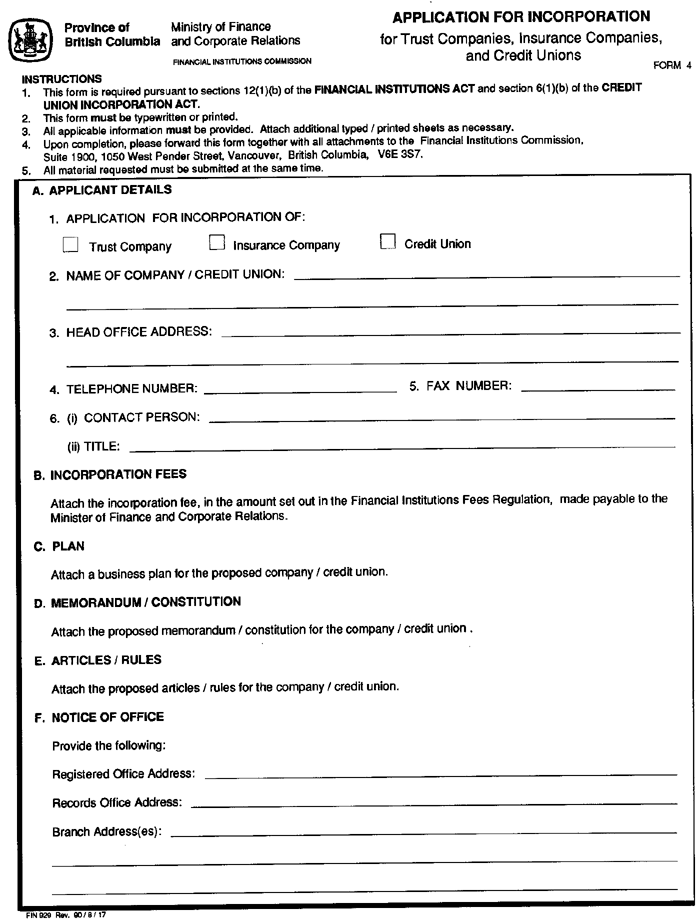 Province of
British Columbia
Ministry of Finance
and Corporate Relations
FINANCIAL INSTITUTIONS COMMISSION
APPLICATION FOR INCORPORATION
for Trust Companies, Insurance Companies,
and Credit Unions
FORM 4
INSTRUCTIONS
1. This form is required pursuant to sections 12(1)(b) of the FINANCIAL INSTITUTIONS ACT and section 6(1)(b) of the CREDIT
UNION INCORPORATION ACT.
2. This form must be typewritten or printed.
3. All applicable information must be provided. Attach additional typed / printed sheets as necessary.
4. Upon completion, please forward this form together with all attachments to the Financial Institutions Commission,
Suite 1900, 1050 West Pender Street, Vancouver, British Columbia, V6E 3S7.
5. All material requested must be submitted at the same time.
A. APPLICANT DETAILS
1. APPLICATION FOR INCORPORATION OF:
Trust Company Insurance Company Credit Union
2. NAME OF COMPANY / CREDIT UNION:
3. HEAD OFFICE ADDRESS:
4. TELEPHONE NUMBER: 5. FAX NUMBER:
6. (i) CONTACT PERSON:
(ii) TITLE:
B. INCORPORATION FEES
Attach the incorporation fee, in the amount set out in the Financial Institutions Fees Regulation, made payable to the
Minister of Finance and Corporate Relations.
C. PLAN
Attach a business plan for the proposed company / credit union.
D. MEMORANDUM / CONSTITUTION
Attach the proposed memorandum / constitution for the company / credit union .
E. ARTICLES / RULES
Attach the proposed articles / rules for the company / credit union.
F. NOTICE OF OFFICE
Provide the following:
Registered Office Address:
Records Office Address:
Branch Address(es):
FIN 929 Rev. 90 / 8 / 17